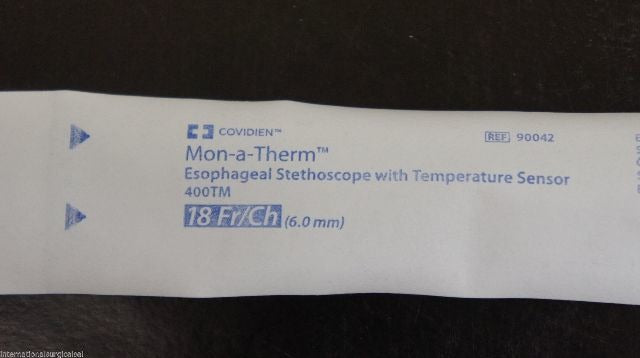 COVIDIEN™
REF 90042
Mon-a-Therm™
Esophageal Stethoscope with Temperature Sensor
400TM
18 Fr/Ch (6.0 mm)